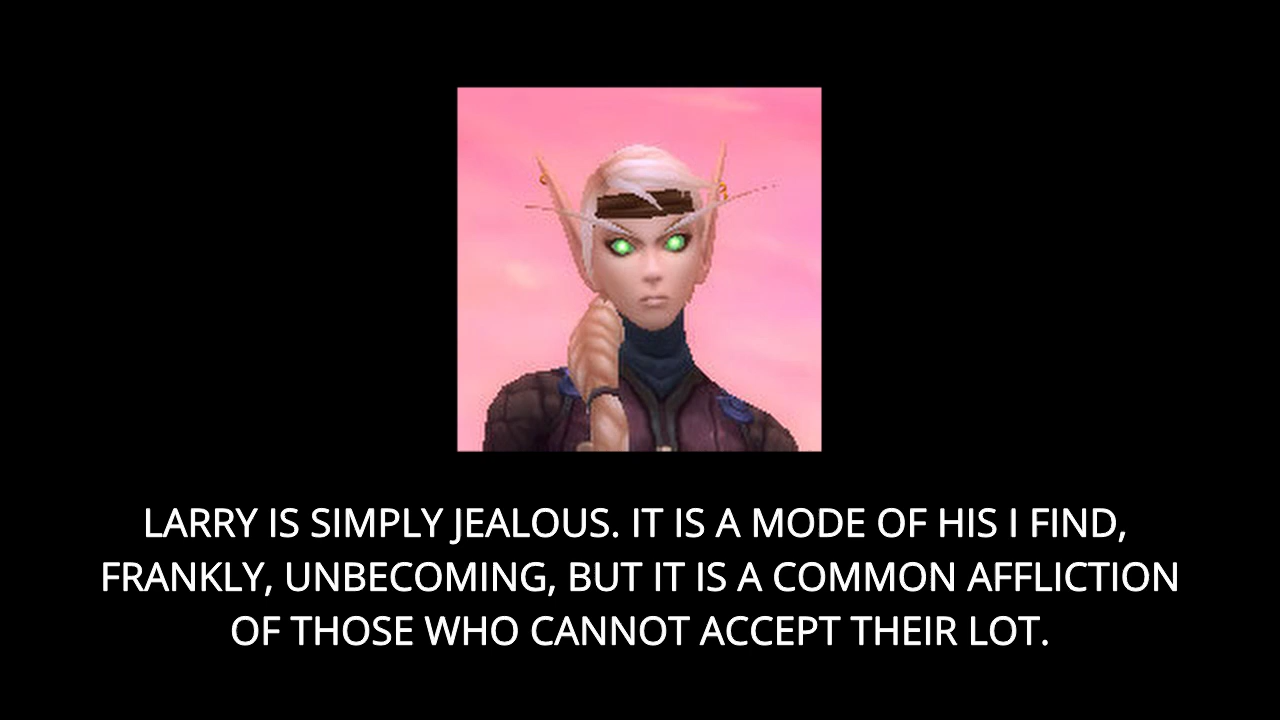 LARRY IS SIMPLY JEALOUS. IT IS A MODE OF HIS I FIND,
FRANKLY, UNBECOMING, BUT IT IS A COMMON AFFLICTION
OF THOSE WHO CANNOT ACCEPT THEIR LOT.